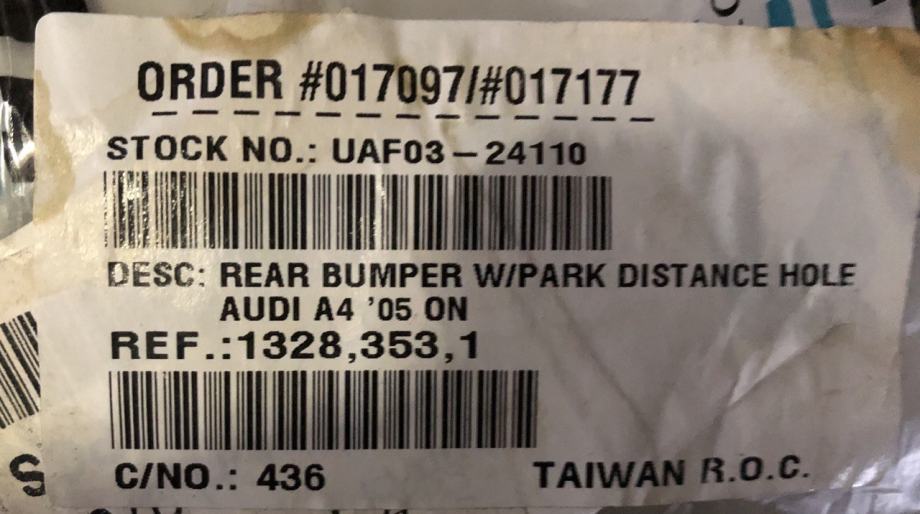 ORDER #017097/#017177
STOCK NO.: UAF03-24110
DESC: REAR BUMPER W/PARK DISTANCE HOLE
AUDI A4 '05 ON
REF.:1328,353,1
C/NO.: 436
TAIWAN R.O.C.
S